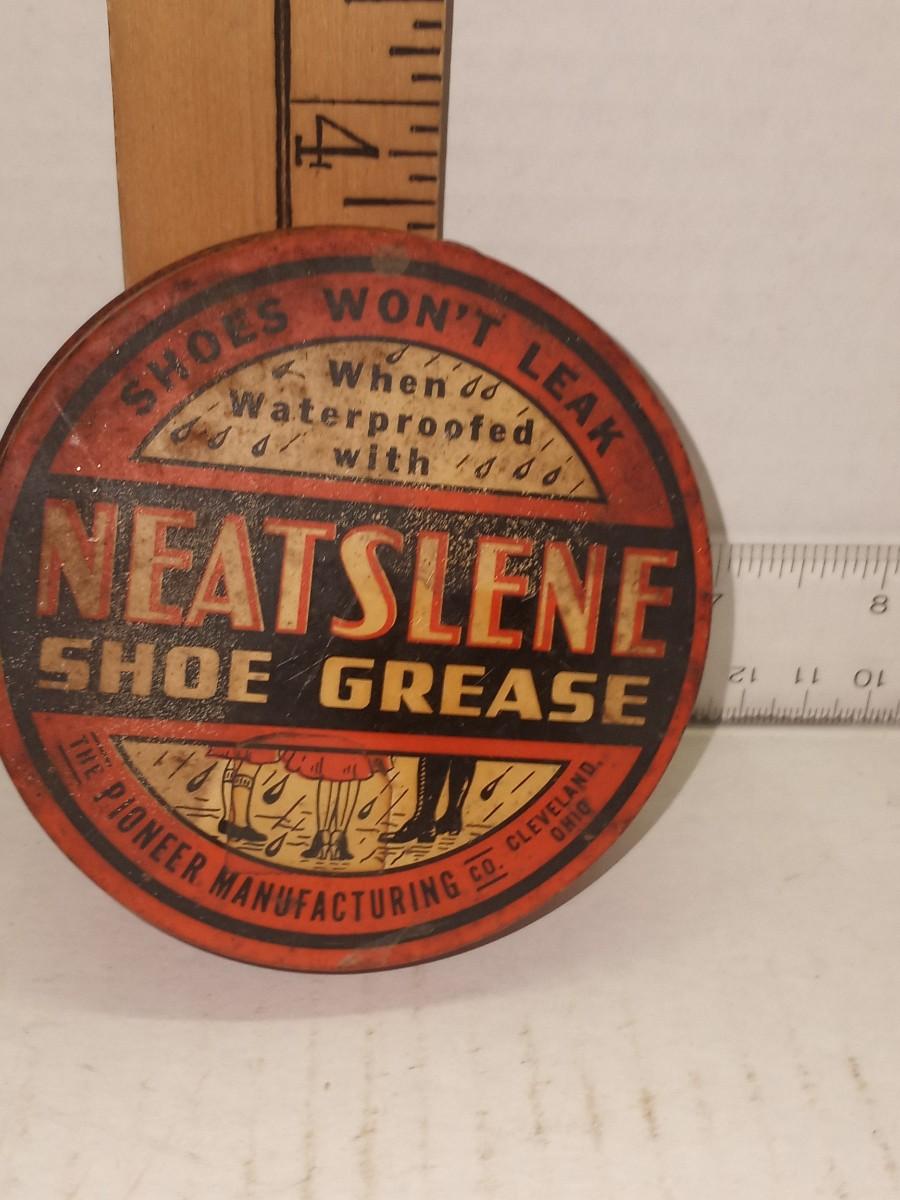 4
SHOES WON'T LEAK
When
Waterproofed
with
NEATSLENE
SHOE GREASE
THE PIONEER MANUFACTURING CO. CLEVELAND,
OHIO
8
12 11 10